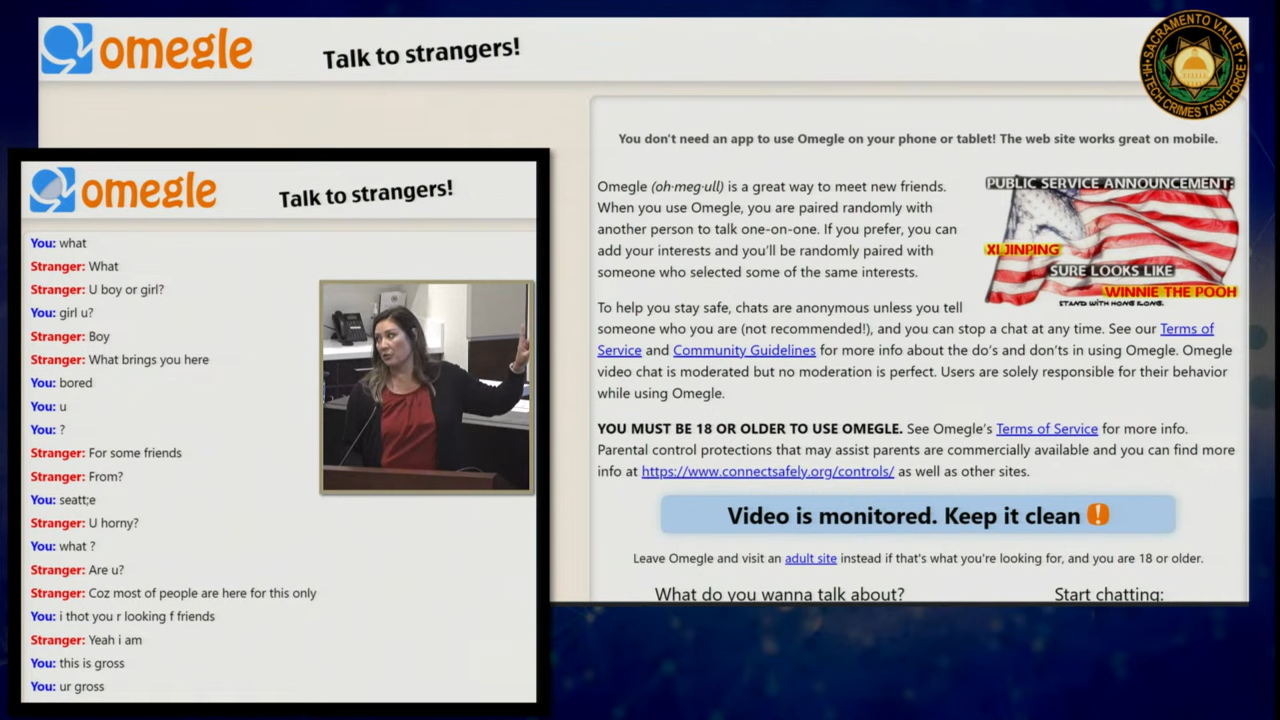 omegle
Talk to strangers!
SACRAMENTO VALLEY
HI-TECH CRIMES TASK FORCE
You don't need an app to use Omegle on your phone or tablet! The web site works great on mobile.
Omegle (oh·meg·ull) is a great way to meet new friends.
When you use Omegle, you are paired randomly with
another person to talk one-on-one. If you prefer, you can
add your interests and you'll be randomly paired with
someone who selected some of the same interests.
PUBLIC SERVICE ANNOUNCEMENT:
XI JINPING
SURE LOOKS LIKE
WINNIE THE POOH
STAND WITH HONG KONG.
To help you stay safe, chats are anonymous unless you tell
someone who you are (not recommended!), and you can stop a chat at any time. See our Terms of
Service and Community Guidelines for more info about the do's and don'ts in using Omegle. Omegle
video chat is moderated but no moderation is perfect. Users are solely responsible for their behavior
while using Omegle.
YOU MUST BE 18 OR OLDER TO USE OMEGLE. See Omegle's Terms of Service for more info.
Parental control protections that may assist parents are commercially available and you can find more
info at https://www.connectsafely.org/controls/ as well as other sites.
Video is monitored. Keep it clean !
Leave Omegle and visit an adult site instead if that's what you're looking for, and you are 18 or older.
What do you wanna talk about?
Start chatting:
omegle
Talk to strangers!
You: what
Stranger: What
Stranger: U boy or girl?
You: girl u?
Stranger: Boy
Stranger: What brings you here
You: bored
You: u
You: ?
Stranger: For some friends
Stranger: From?
You: seatt;e
Stranger: U horny?
You: what ?
Stranger: Are u?
Stranger: Coz most of people are here for this only
You: i thot you r looking f friends
Stranger: Yeah i am
You: this is gross
You: ur gross